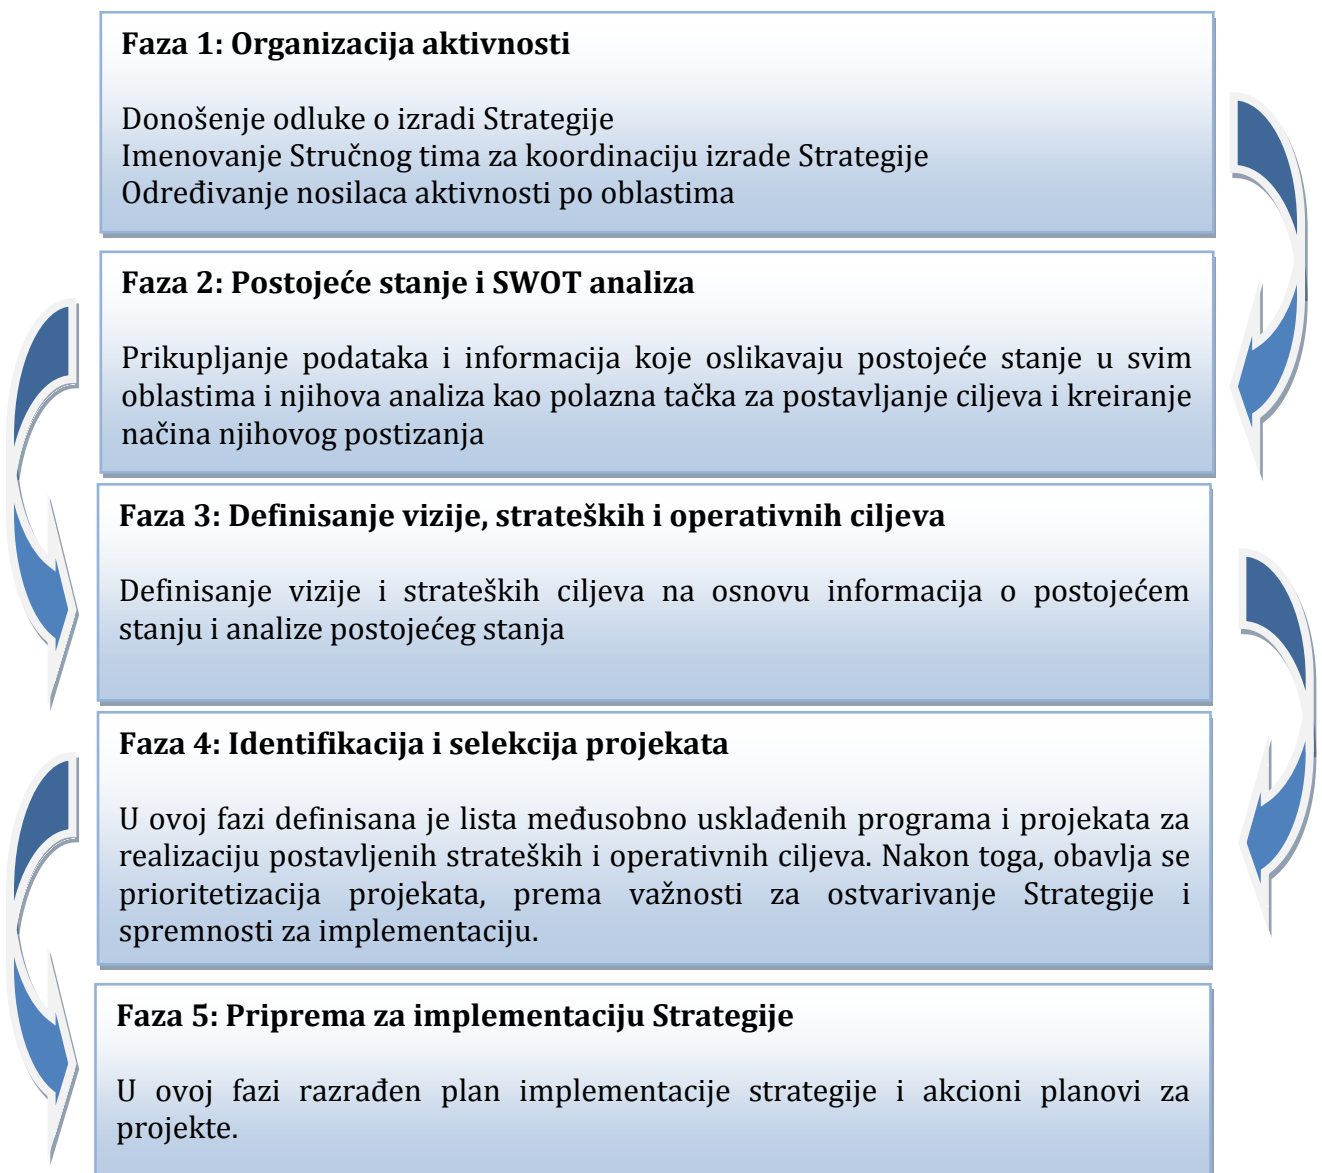 Faza 1: Organizacija aktivnosti
Donošenje odluke o izradi Strategije
Imenovanje Stručnog tima za koordinaciju izrade Strategije
Određivanje nosilaca aktivnosti po oblastima
Faza 2: Postojeće stanje i SWOT analiza
Prikupljanje podataka i informacija koje oslikavaju postojeće stanje u svim
oblastima i njihova analiza kao polazna tačka za postavljanje ciljeva i kreiranje
načina njihovog postizanja
Faza 3: Definisanje vizije, strateških i operativnih ciljeva
Definisanje vizije i strateških ciljeva na osnovu informacija o postojećem
stanju i analize postojećeg stanja
Faza 4: Identifikacija i selekcija projekata
U ovoj fazi definisana je lista međusobno usklađenih programa i projekata za
realizaciju postavljenih strateških i operativnih ciljeva. Nakon toga, obavlja se
prioritetizacija projekata, prema važnosti za ostvarivanje Strategije i
spremnosti za implementaciju.
Faza 5: Priprema za implementaciju Strategije
U ovoj fazi razrađen plan implementacije strategije i akcioni planovi za
projekte.